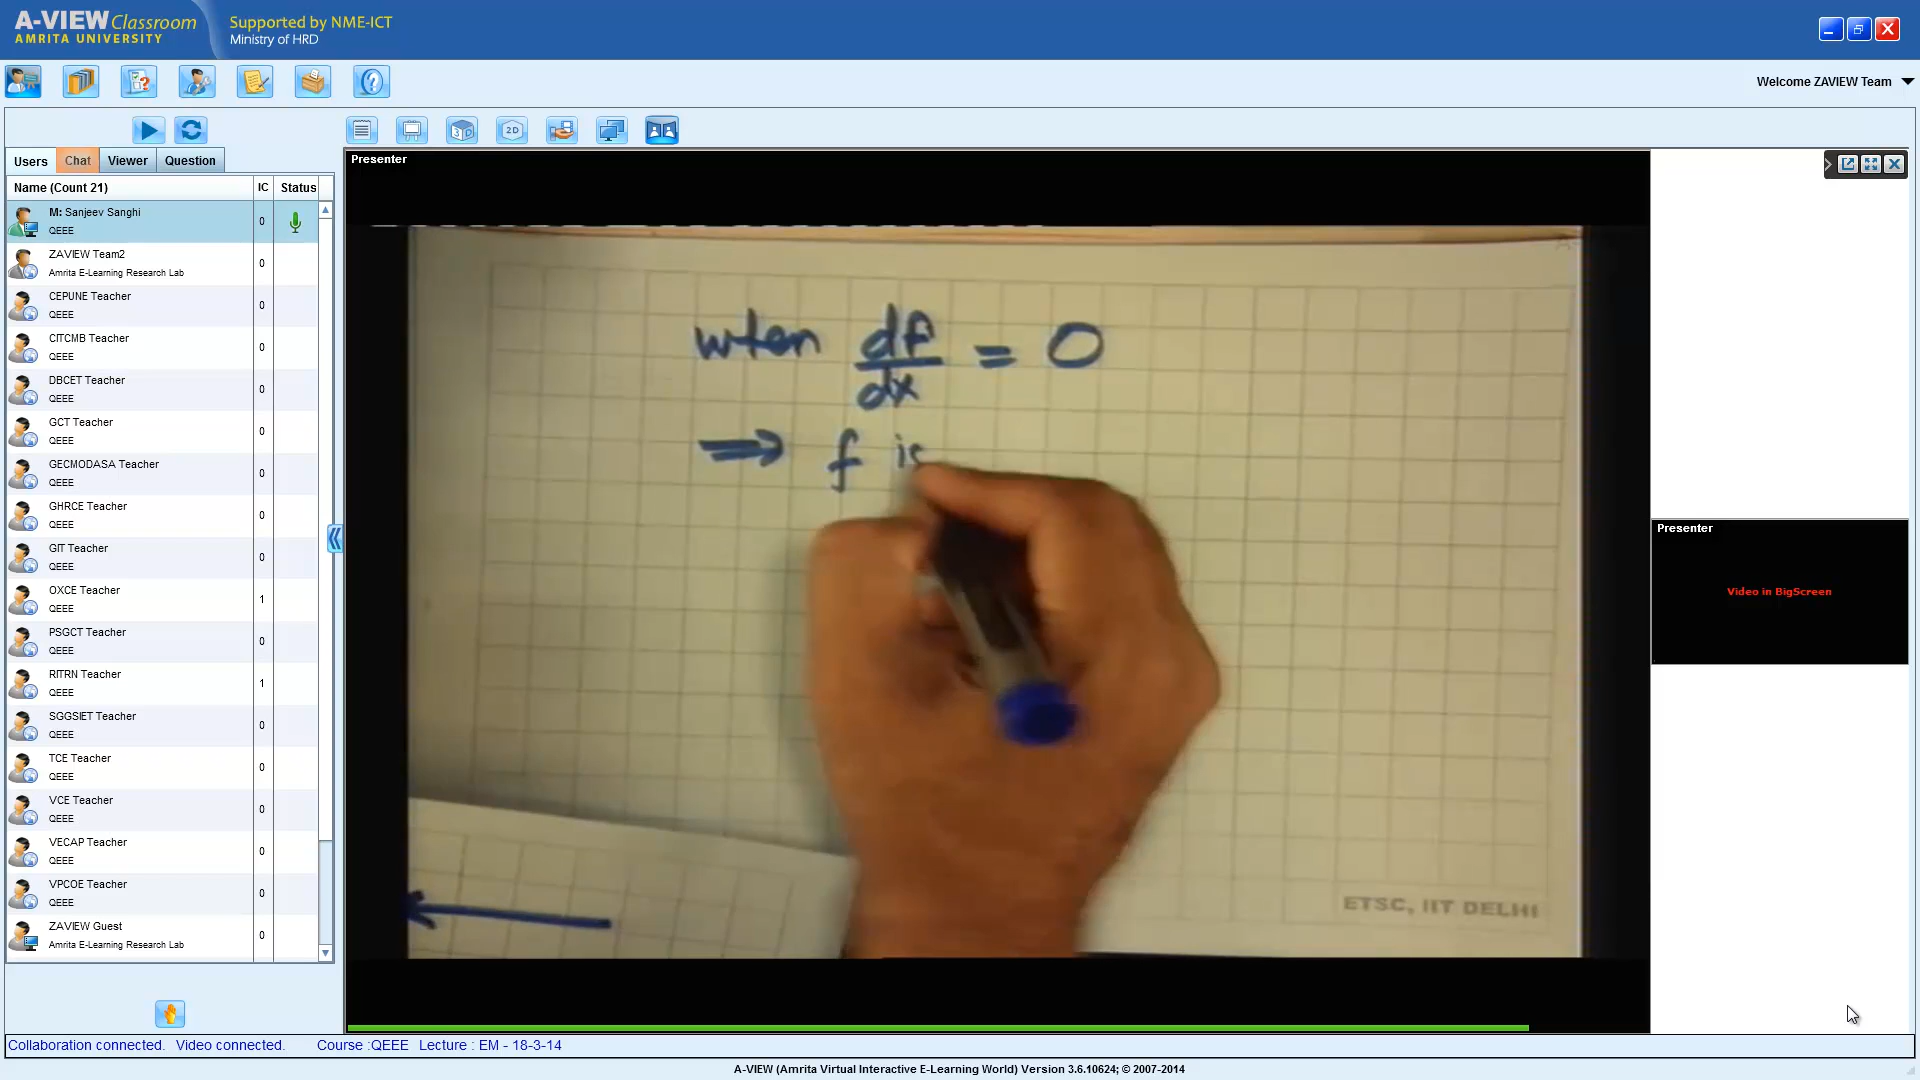 A-VIEW Classroom
AMRITA UNIVERSITY
Supported by NME-ICT
Ministry of HRD
Welcome ZAVIEW Team
3D
2D
Users Chat Viewer Question
Name (Count 21) IC Status
M: Sanjeev Sanghi
QEEE
0
ZAVIEW Team2
Amrita E-Learning Research Lab
0
CEPUNE Teacher
QEEE
0
CITCMB Teacher
QEEE
0
DBCET Teacher
QEEE
0
GCT Teacher
QEEE
0
GECMODASA Teacher
QEEE
0
GHRCE Teacher
QEEE
0
GIT Teacher
QEEE
0
OXCE Teacher
QEEE
1
PSGCT Teacher
QEEE
0
RITRN Teacher
QEEE
1
SGGSIET Teacher
QEEE
0
TCE Teacher
QEEE
0
VCE Teacher
QEEE
0
VECAP Teacher
QEEE
0
VPCOE Teacher
QEEE
0
ZAVIEW Guest
Amrita E-Learning Research Lab
0
Presenter
when df/dx = 0
⇒ f is
ETSC, IIT DELHI
Presenter
Video in BigScreen
Collaboration connected. Video connected. Course :QEEE Lecture : EM - 18-3-14
A-VIEW (Amrita Virtual Interactive E-Learning World) Version 3.6.10624; © 2007-2014